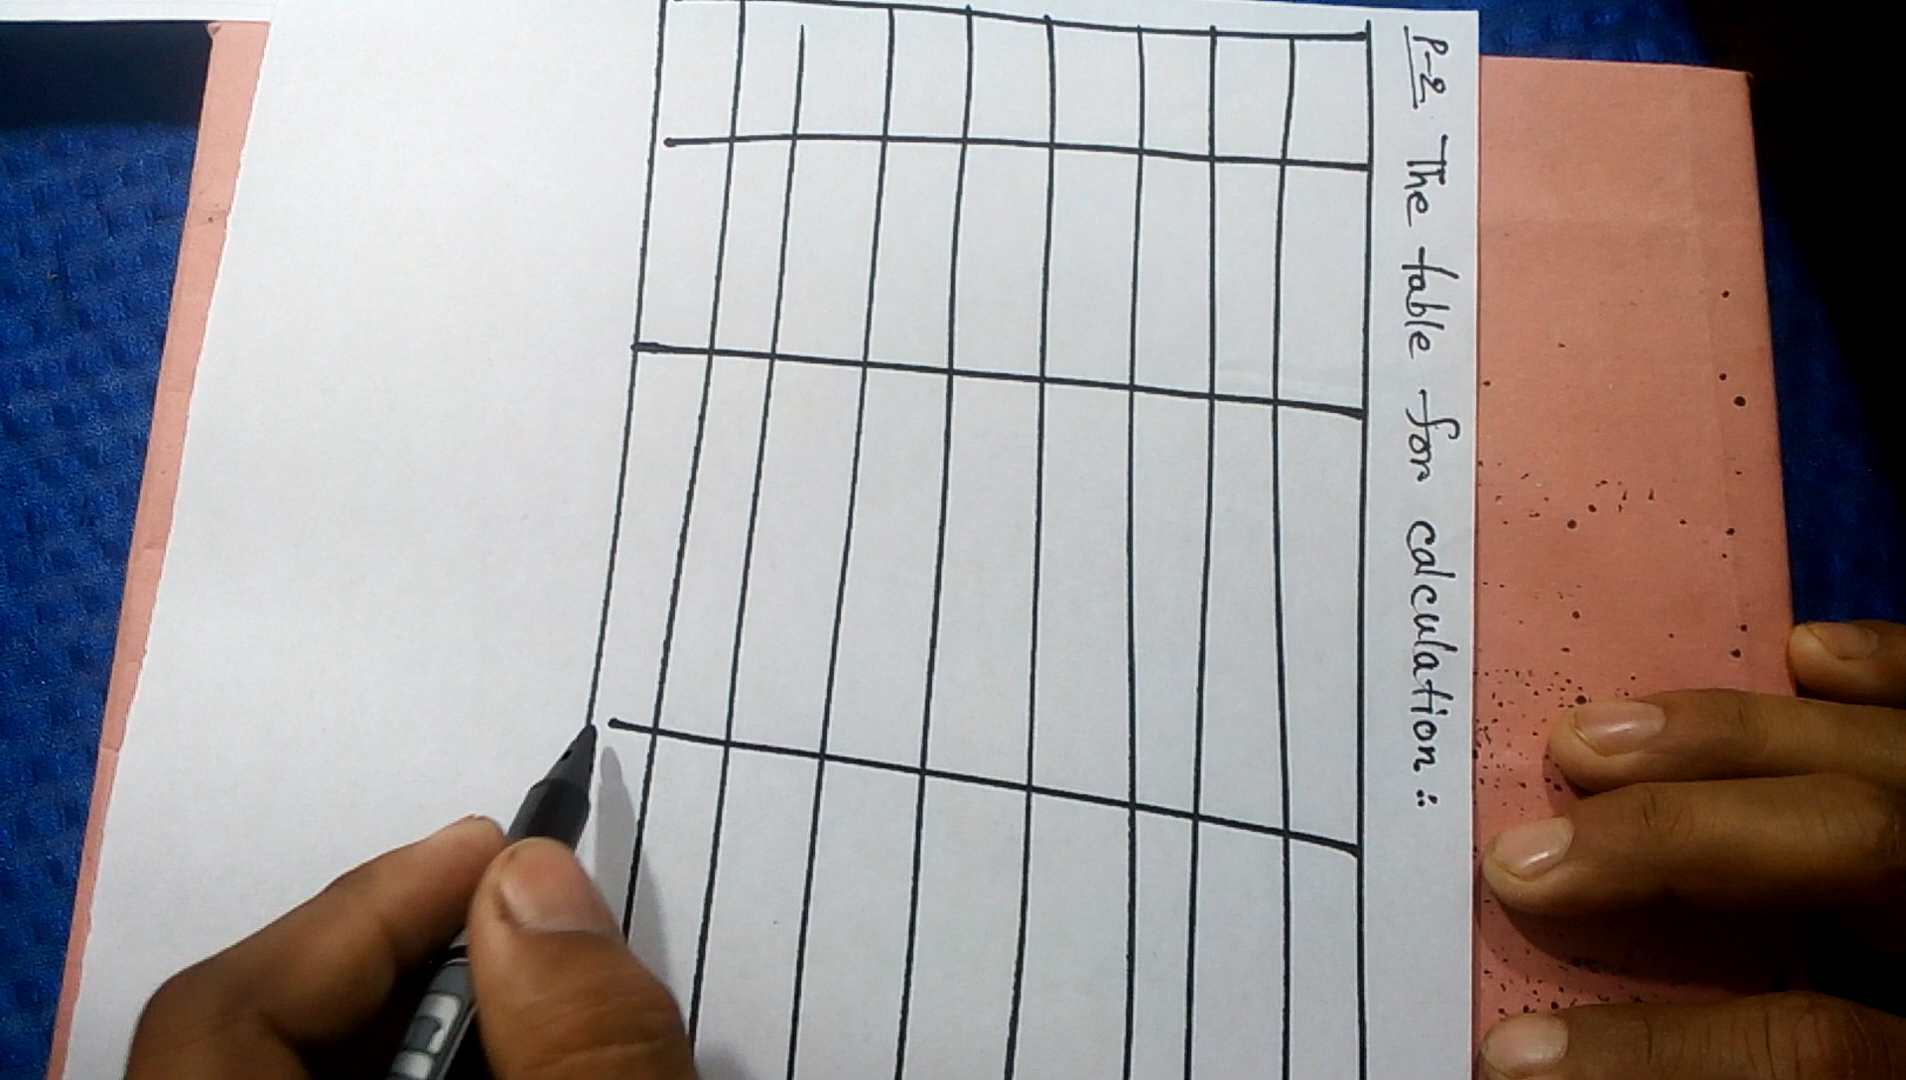 P-2. The table for calculation :